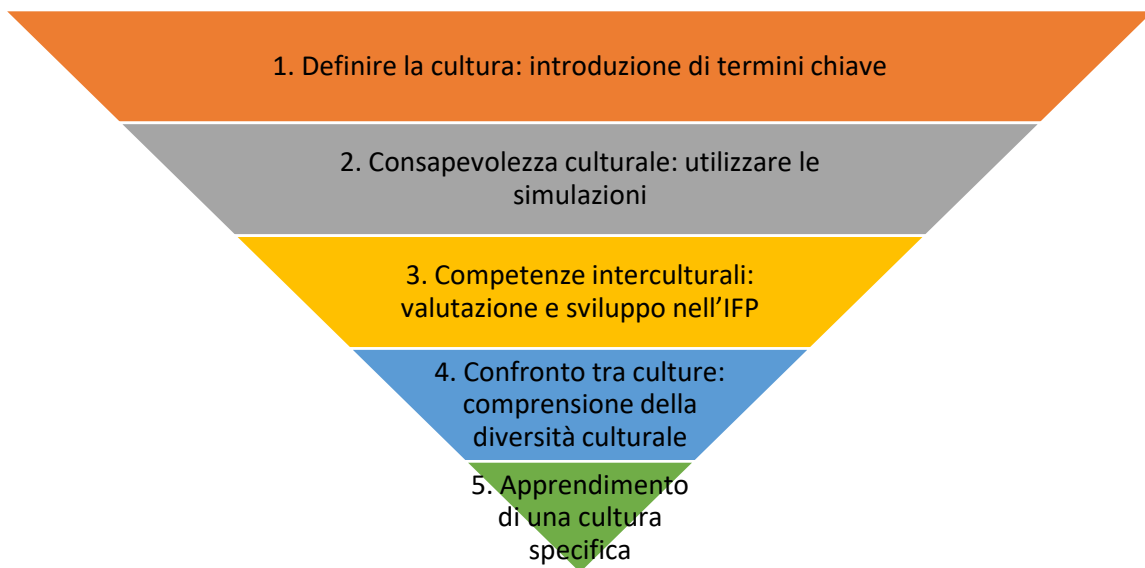 1. Definire la cultura: introduzione di termini chiave
2. Consapevolezza culturale: utilizzare le
simulazioni
3. Competenze interculturali:
valutazione e sviluppo nell’IFP
4. Confronto tra culture:
comprensione della
diversità culturale
5. Apprendimento
di una cultura
specifica